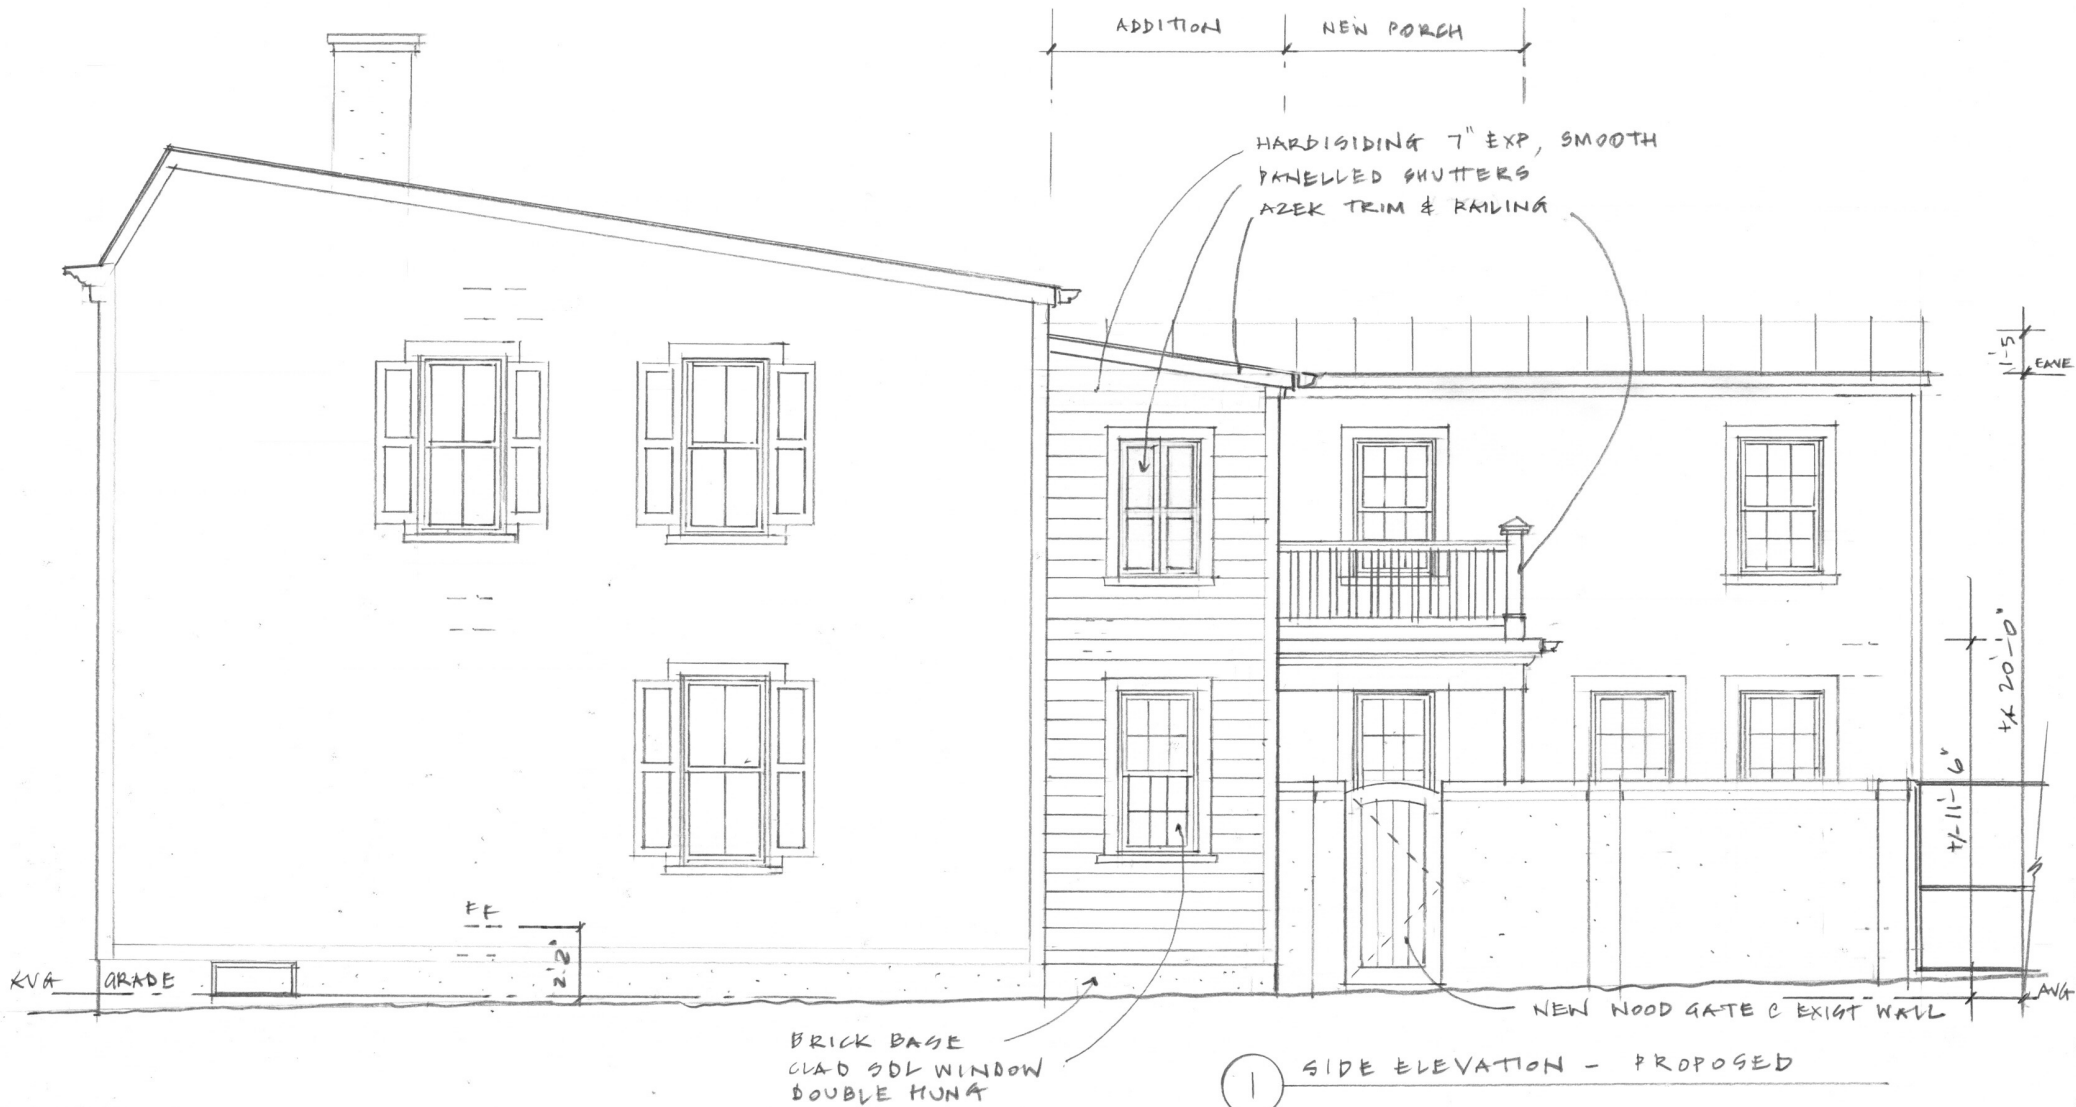 ADDITION
NEW PORCH
HARDISIDING 7" EXP, SMOOTH
PANELLED SHUTTERS
AZEK TRIM & RAILING
1'-5
EAVE
+/- 20'-0"
+/- 11'-6"
FF
2'2"
AVG GRADE
AVG
NEW WOOD GATE @ EXIST WALL
BRICK BASE
CLAD SDL WINDOW
DOUBLE HUNG
1
SIDE ELEVATION - PROPOSED